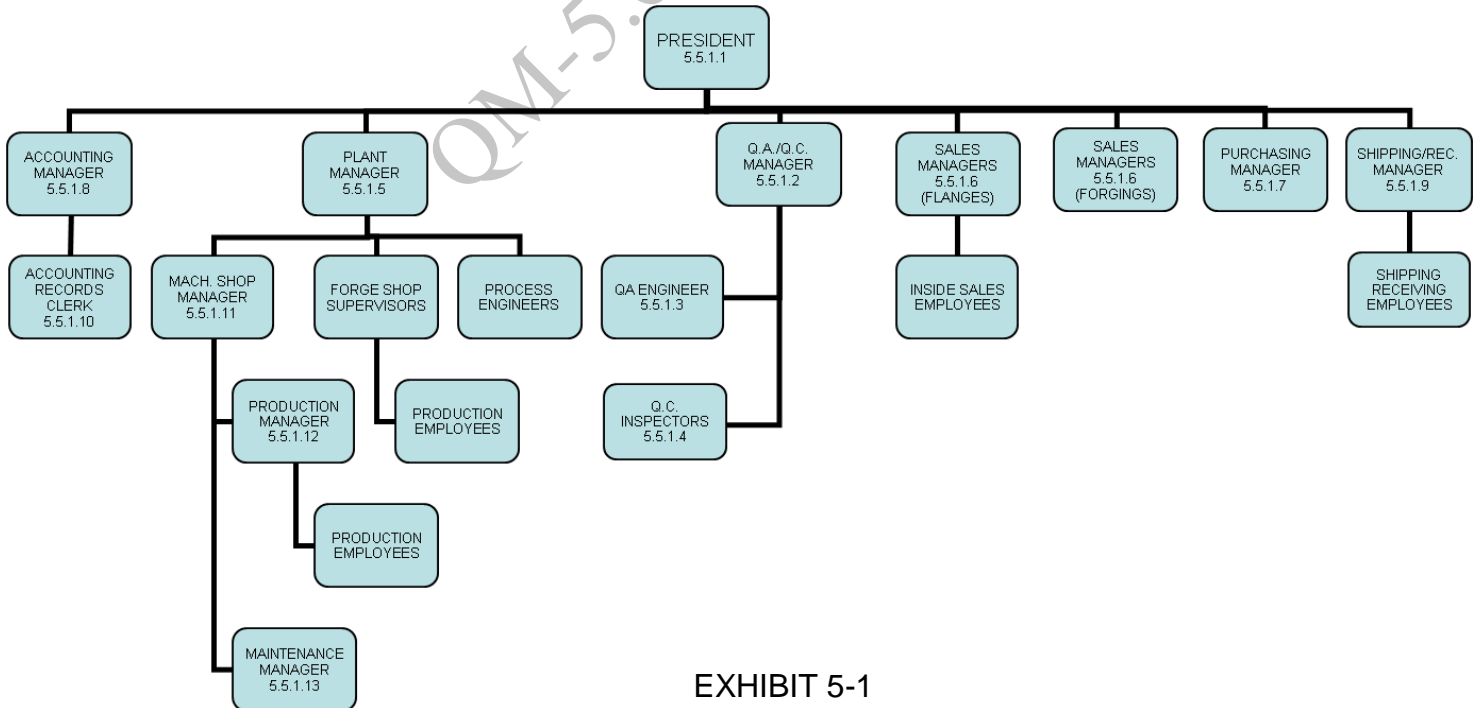 PRESIDENT
5.5.1.1
ACCOUNTING
MANAGER
5.5.1.8
PLANT
MANAGER
5.5.1.5
Q.A./Q.C.
MANAGER
5.5.1.2
SALES
MANAGERS
5.5.1.6
(FLANGES)
SALES
MANAGERS
5.5.1.6
(FORGINGS)
PURCHASING
MANAGER
5.5.1.7
SHIPPING/REC.
MANAGER
5.5.1.9
ACCOUNTING
RECORDS
CLERK
5.5.1.10
MACH. SHOP
MANAGER
5.5.1.11
FORGE SHOP
SUPERVISORS
PROCESS
ENGINEERS
QA ENGINEER
5.5.1.3
INSIDE SALES
EMPLOYEES
SHIPPING
RECEIVING
EMPLOYEES
PRODUCTION
MANAGER
5.5.1.12
PRODUCTION
EMPLOYEES
Q.C.
INSPECTORS
5.5.1.4
PRODUCTION
EMPLOYEES
MAINTENANCE
MANAGER
5.5.1.13
EXHIBIT 5-1